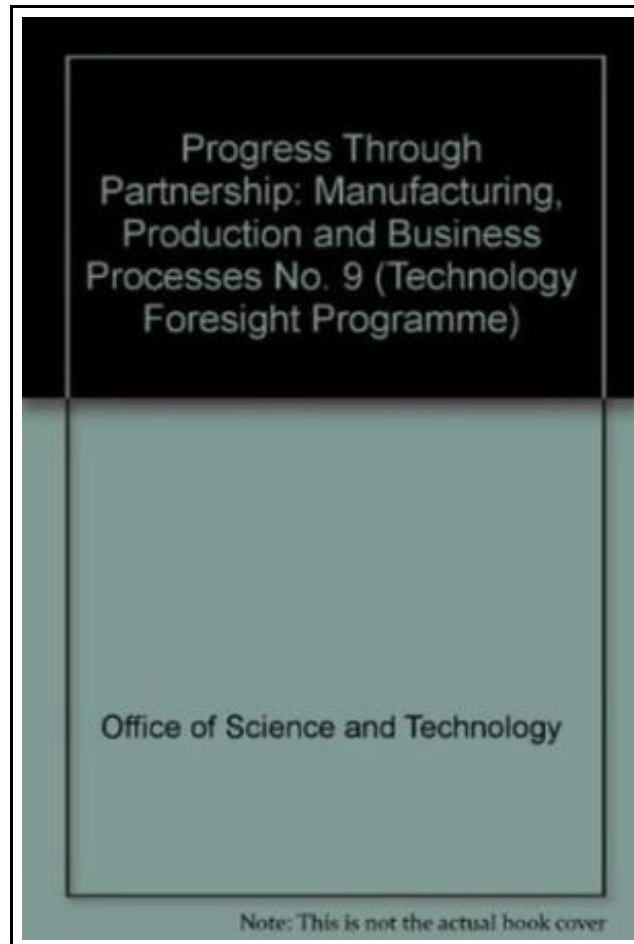 Progress Through
Partnership: Manufacturing,
Production and Business
Processes No. 9 (Technology
Foresight Programme)
Office of Science and Technology
Note: This is not the actual book cover